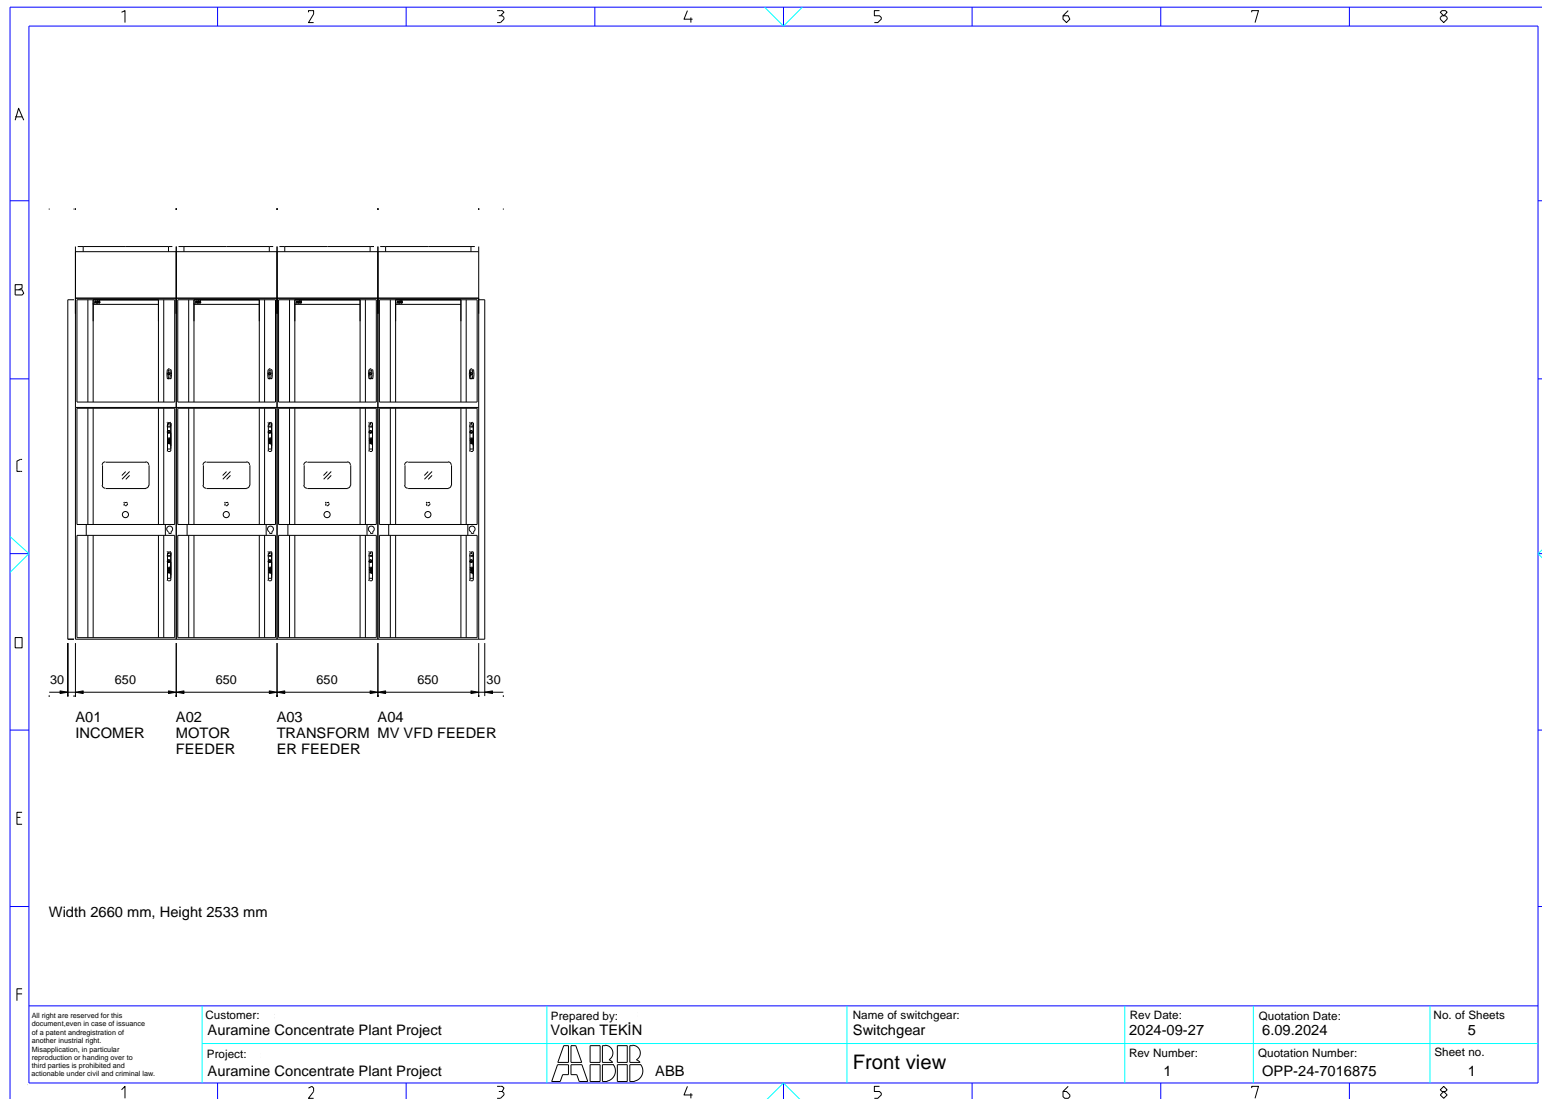 1 2 3 4 5 6 7 8
A
B
C
D
E
F
30 650 650 650 650 30
A01
INCOMER
A02
MOTOR
FEEDER
A03
TRANSFORM
ER FEEDER
A04
MV VFD FEEDER
Width 2660 mm, Height 2533 mm
All right are reserved for this
document,even in case of issuance
of a patent andregistration of
another inustrial right.
Misapplication, in particular
reproduction or handing over to
third parties is prohibited and
actionable under civil and criminal law.
Customer:
Auramine Concentrate Plant Project
Project:
Auramine Concentrate Plant Project
Prepared by:
Volkan TEKİN
ABB ABB
Name of switchgear:
Switchgear
Front view
Rev Date:
2024-09-27
Rev Number:
1
Quotation Date:
6.09.2024
Quotation Number:
OPP-24-7016875
No. of Sheets
5
Sheet no.
1
1 2 3 4 5 6 7 8